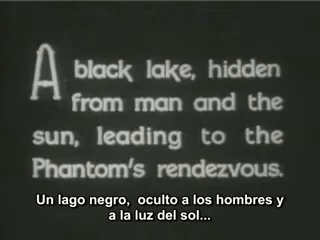 A black lake, hidden
from man and the
sun, leading to the
Phantom's rendezvous.
Un lago negro,  oculto a los hombres y
a la luz del sol...